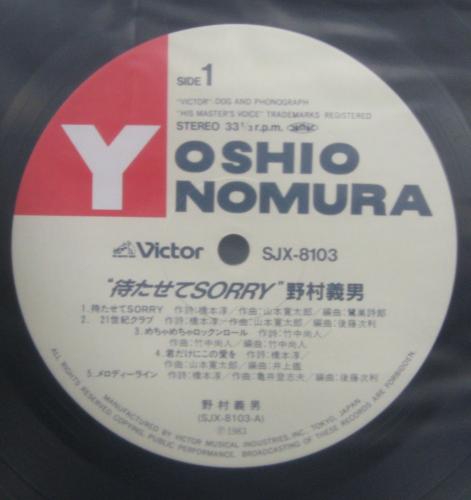 SIDE 1
"VICTOR" DOG AND PHONOGRAPH
"HIS MASTER'S VOICE" TRADEMARKS REGISTERED
STEREO 33 1/3 r.p.m.
YOSHIO
NOMURA
Victor SJX-8103
"待たせてSORRY" 野村義男
1.待たせてSORRY 作詩:橋本淳/作曲:山本寛太郎/編曲:鷺巣詩郎
2. 21世紀クラブ 作詩:橋本淳/作曲:山本寛太郎/編曲:後藤次利
3.めちゃめちゃロックンロール 作詩:竹中尚人/
作曲:竹中尚人/編曲:竹中尚人
4.君だけにこの愛を 作詩:橋本淳/
作曲:山本寛太郎/編曲:井上鑑
5.メロディーライン 作詩:橋本淳/作曲:亀井登志夫/編曲:後藤次利
野村義男
(SJX-8103-A)
℗1983
MANUFACTURED BY VICTOR MUSICAL INDUSTRIES, INC. TOKYO, JAPAN
ALL RIGHTS RESERVED COPYING, PUBLIC PERFORMANCE, BROADCASTING OF THESE RECORDS ARE FORBIDDEN.